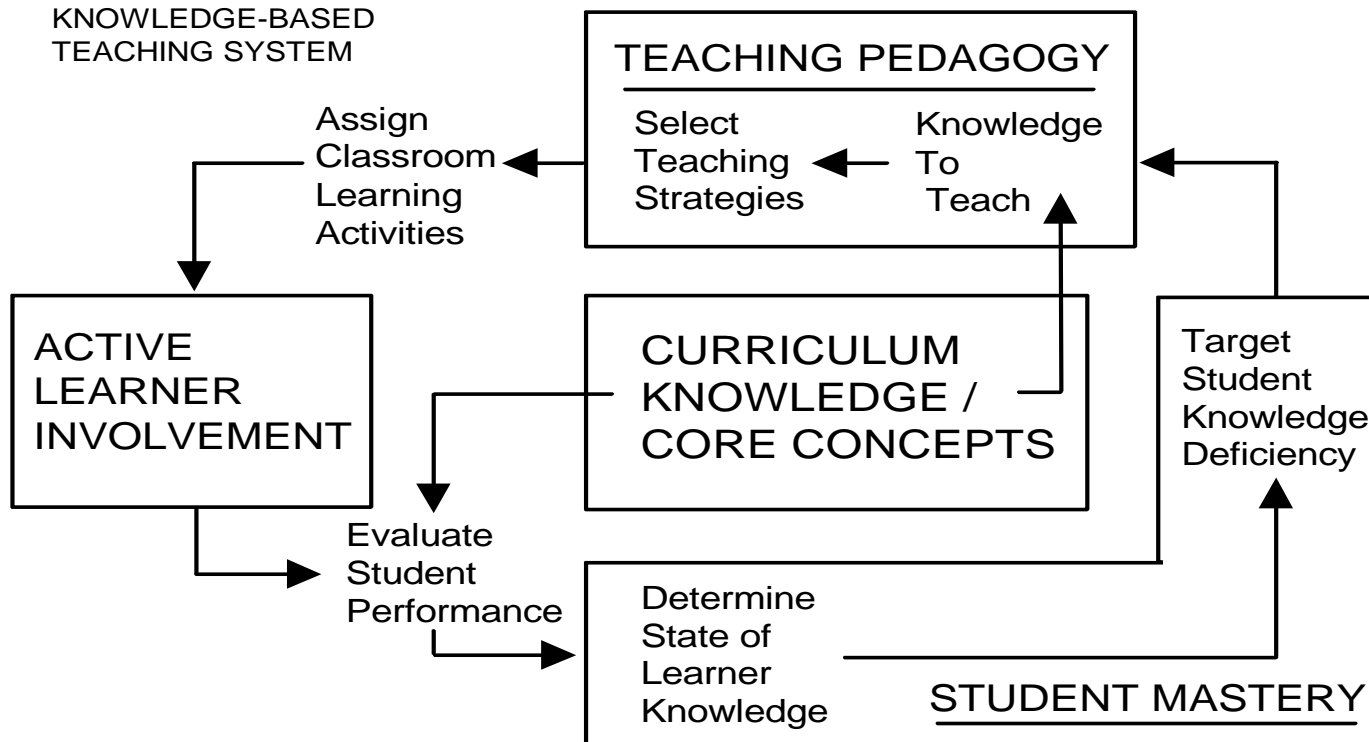 KNOWLEDGE-BASED
TEACHING SYSTEM
TEACHING PEDAGOGY
Assign
Classroom
Learning
Activities
Select
Teaching
Strategies
Knowledge
To
Teach
ACTIVE
LEARNER
INVOLVEMENT
CURRICULUM
KNOWLEDGE /
CORE CONCEPTS
Target
Student
Knowledge
Deficiency
Evaluate
Student
Performance
Determine
State of
Learner
Knowledge
STUDENT MASTERY